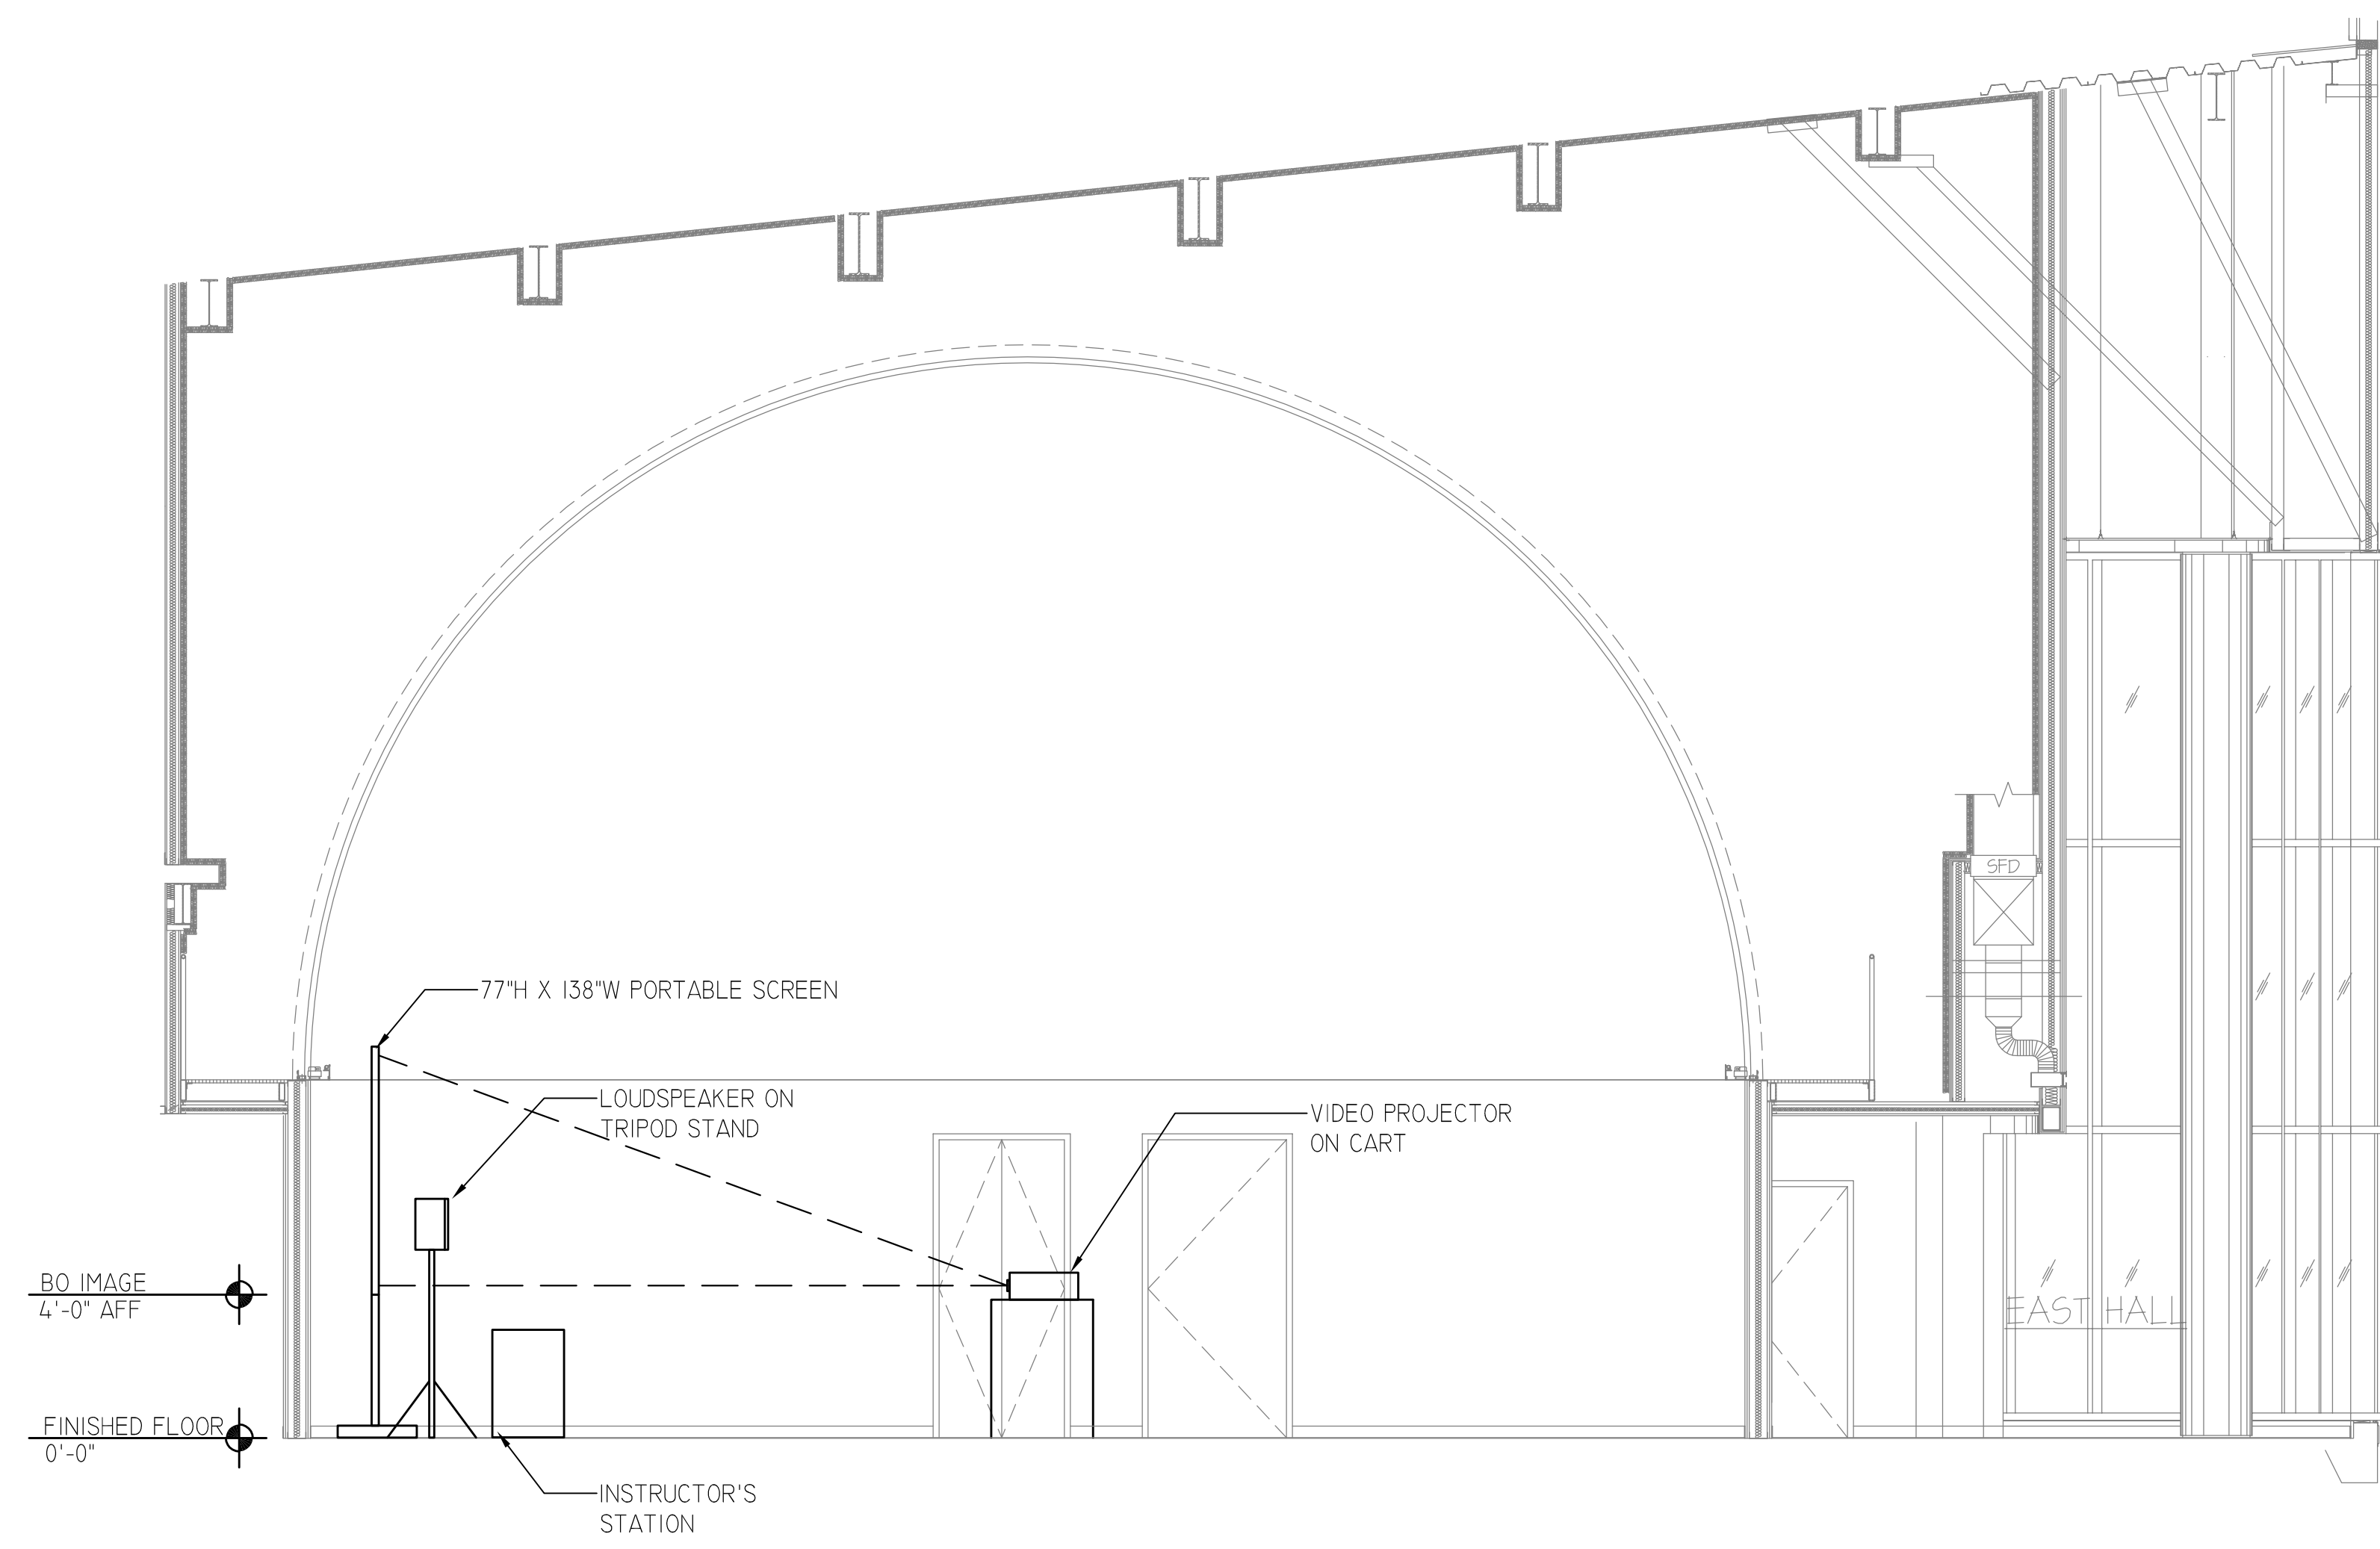 SFD
77"H X 138"W PORTABLE SCREEN
LOUDSPEAKER ON
TRIPOD STAND
VIDEO PROJECTOR
ON CART
BO IMAGE
4'-0" AFF
EAST HALL
FINISHED FLOOR
0'-0"
INSTRUCTOR'S
STATION